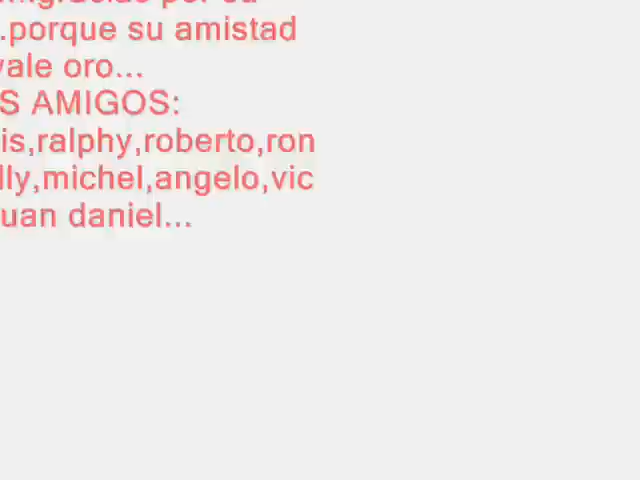 .porque su amistad
vale oro...
S AMIGOS:
is,ralphy,roberto,ron
lly,michel,angelo,vic
uan daniel...